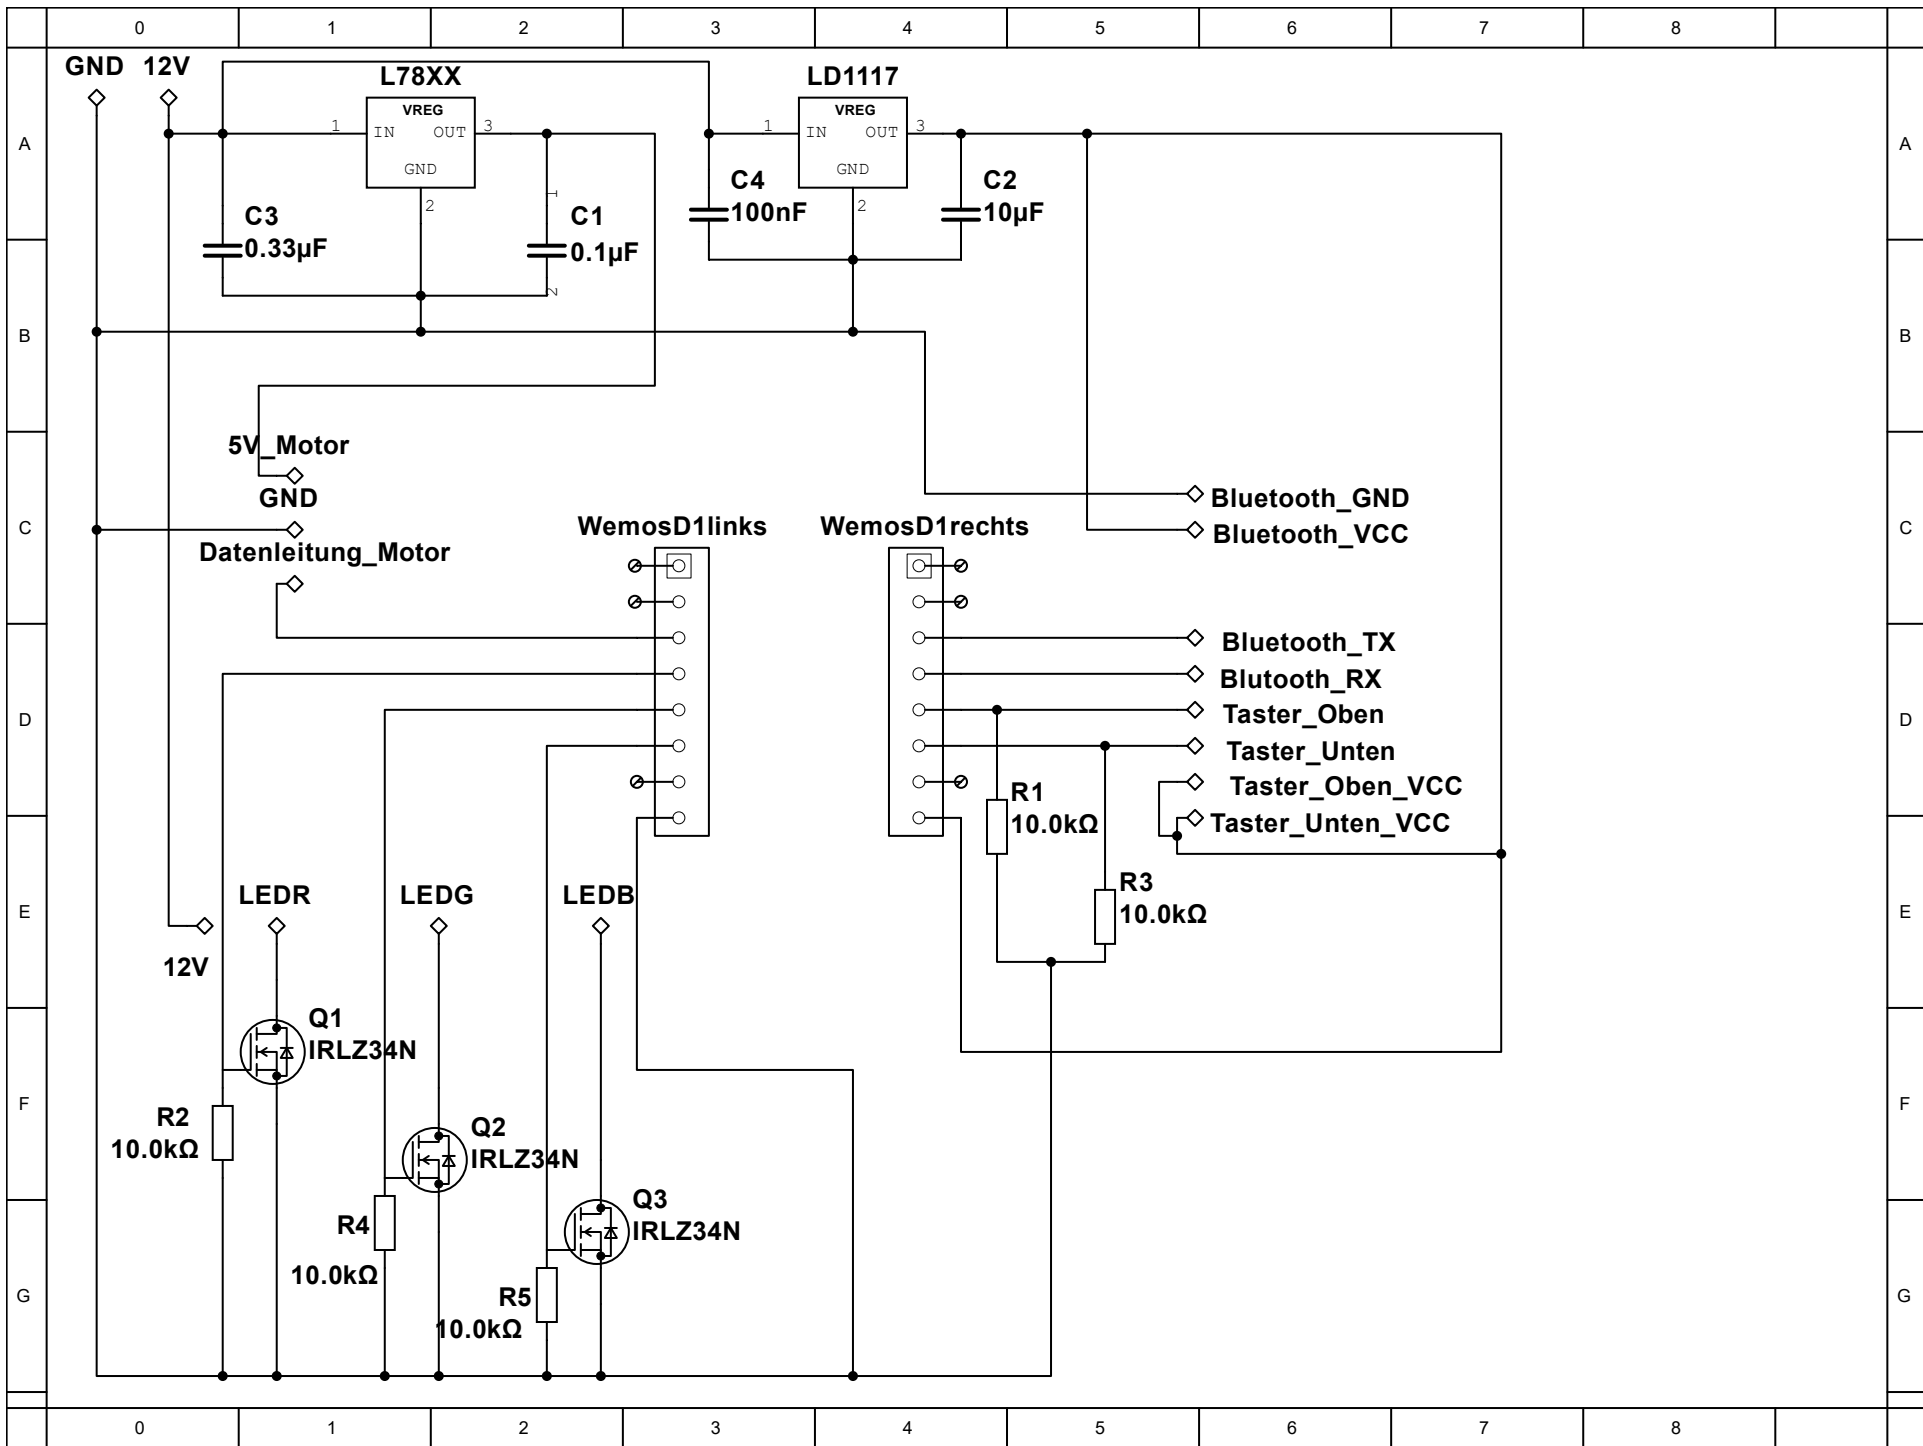 0 1 2 3 4 5 6 7 8
GND 12V
L78XX
VREG
1 IN OUT 3
GND
2
LD1117
VREG
1 IN OUT 3
GND
2
A A
C3
0.33µF
1
C1
0.1µF
2
C4
100nF
C2
10µF
B B
5V_Motor
GND
Datenleitung_Motor
C C
WemosD1links
WemosD1rechts
Bluetooth_GND
Bluetooth_VCC
Bluetooth_TX
Blutooth_RX
Taster_Oben
Taster_Unten
Taster_Oben_VCC
Taster_Unten_VCC
D D
R1
10.0kΩ
R3
10.0kΩ
E E
12V
LEDR
LEDG
LEDB
Q1
IRLZ34N
R2
10.0kΩ
F F
Q2
IRLZ34N
R4
10.0kΩ
Q3
IRLZ34N
R5
10.0kΩ
G G
0 1 2 3 4 5 6 7 8